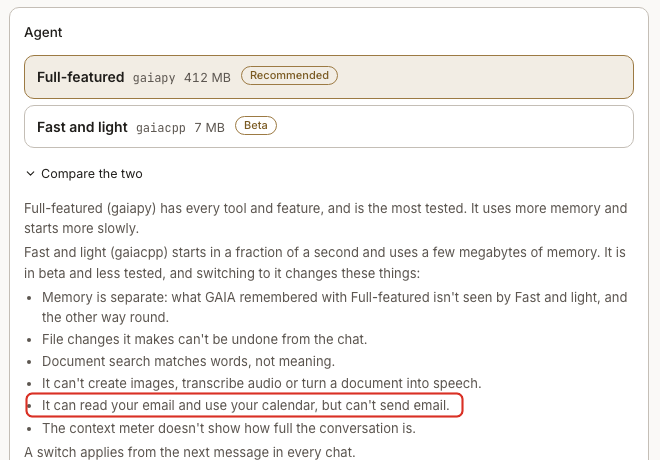 Agent
Full-featured gaiapy 412 MB Recommended
Fast and light gaiacpp 7 MB Beta
Compare the two
Full-featured (gaiapy) has every tool and feature, and is the most tested. It uses more memory and
starts more slowly.
Fast and light (gaiacpp) starts in a fraction of a second and uses a few megabytes of memory. It is
in beta and less tested, and switching to it changes these things:
• Memory is separate: what GAIA remembered with Full-featured isn't seen by Fast and light, and
the other way round.
• File changes it makes can't be undone from the chat.
• Document search matches words, not meaning.
• It can't create images, transcribe audio or turn a document into speech.
• It can read your email and use your calendar, but can't send email.
• The context meter doesn't show how full the conversation is.
A switch applies from the next message in every chat.